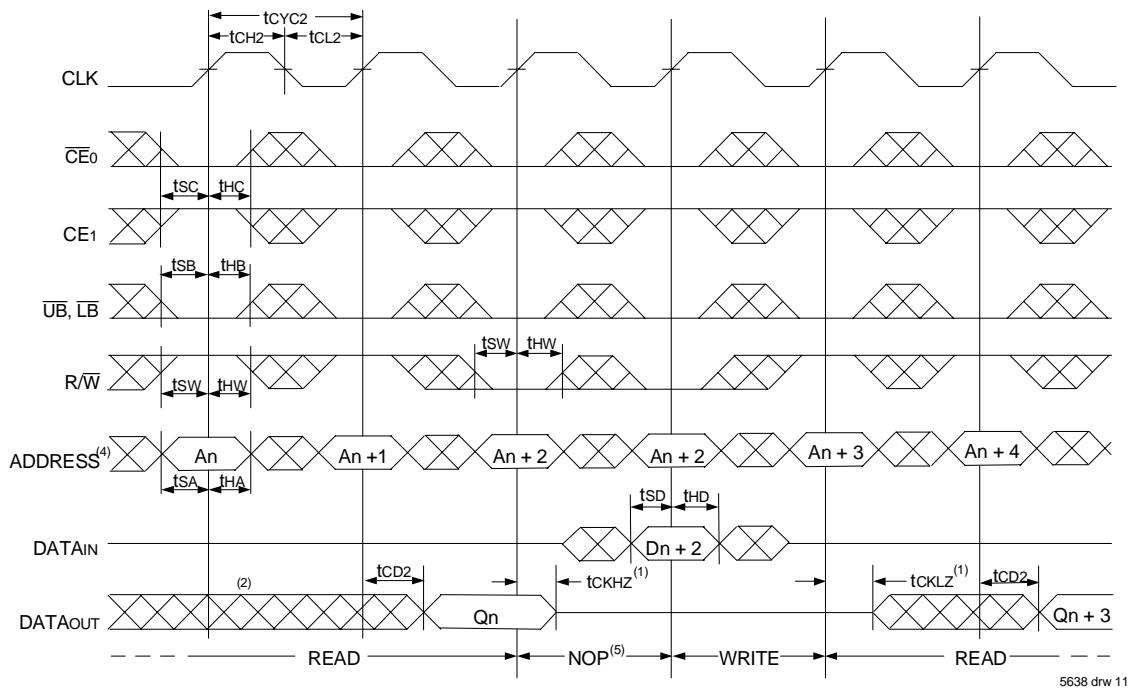 tCYC2
tCH2 tCL2
CLK
CE0
tSC tHC
CE1
tSB tHB
UB, LB
tSW tHW
R/W
tSW tHW
ADDRESS(4) An An +1 An + 2 An + 2 An + 3 An + 4
tSA tHA
tSD tHD
DATAIN Dn + 2
(2) tCD2 tCKHZ(1) tCKLZ(1) tCD2
DATAOUT Qn Qn + 3
READ NOP(5) WRITE READ
5638 drw 11